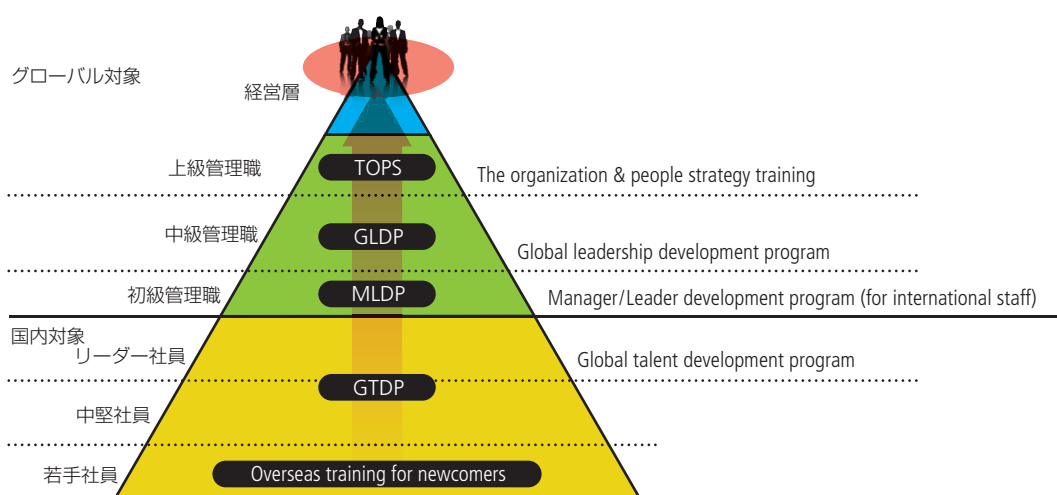 グローバル対象
経営層
上級管理職
TOPS
The organization & people strategy training
中級管理職
GLDP
Global leadership development program
初級管理職
MLDP
Manager/Leader development program (for international staff)
国内対象
リーダー社員
Global talent development program
GTDP
中堅社員
若手社員
Overseas training for newcomers